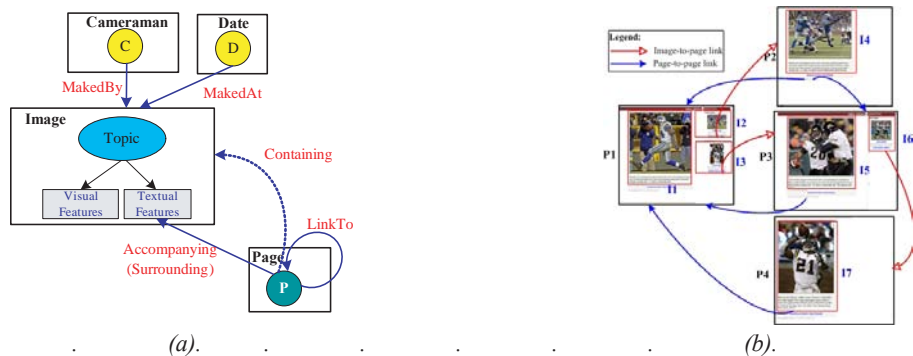 Cameraman
C
Date
D
MakedBy
MakedAt
Image
Topic
Visual
Features
Textual
Features
Containing
LinkTo
Accompanying
(Surrounding)
Page
P
. (a). . . . . .
Legend:
Image-to-page link
Page-to-page link
P2
I4
P1
I1
I2
I3
P3
I5
I6
P4
I7
(b).